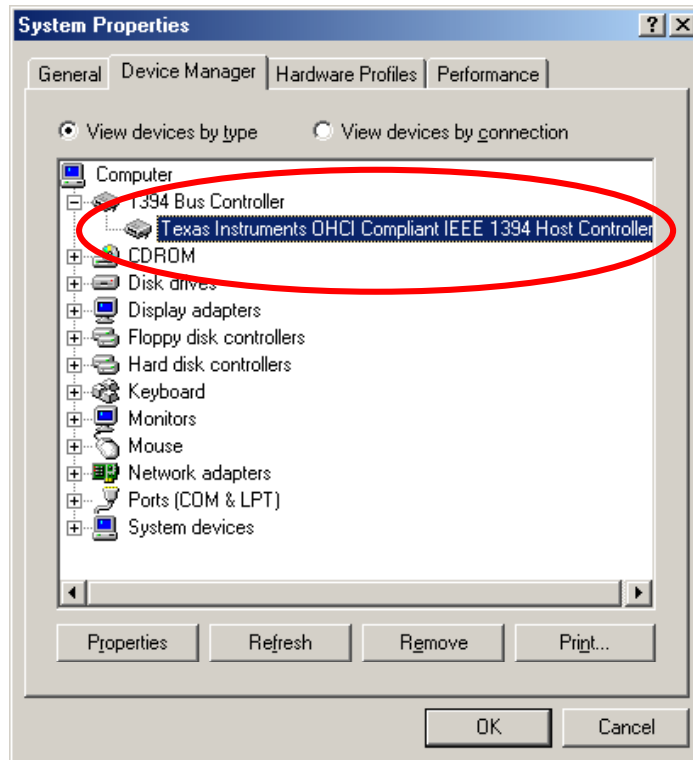 System Properties
General Device Manager Hardware Profiles Performance
View devices by type View devices by connection
Computer
1394 Bus Controller
Texas Instruments OHCI Compliant IEEE 1394 Host Controller
CDROM
Disk drives
Display adapters
Floppy disk controllers
Hard disk controllers
Keyboard
Monitors
Mouse
Network adapters
Ports (COM & LPT)
System devices
Properties Refresh Remove Print...
OK Cancel